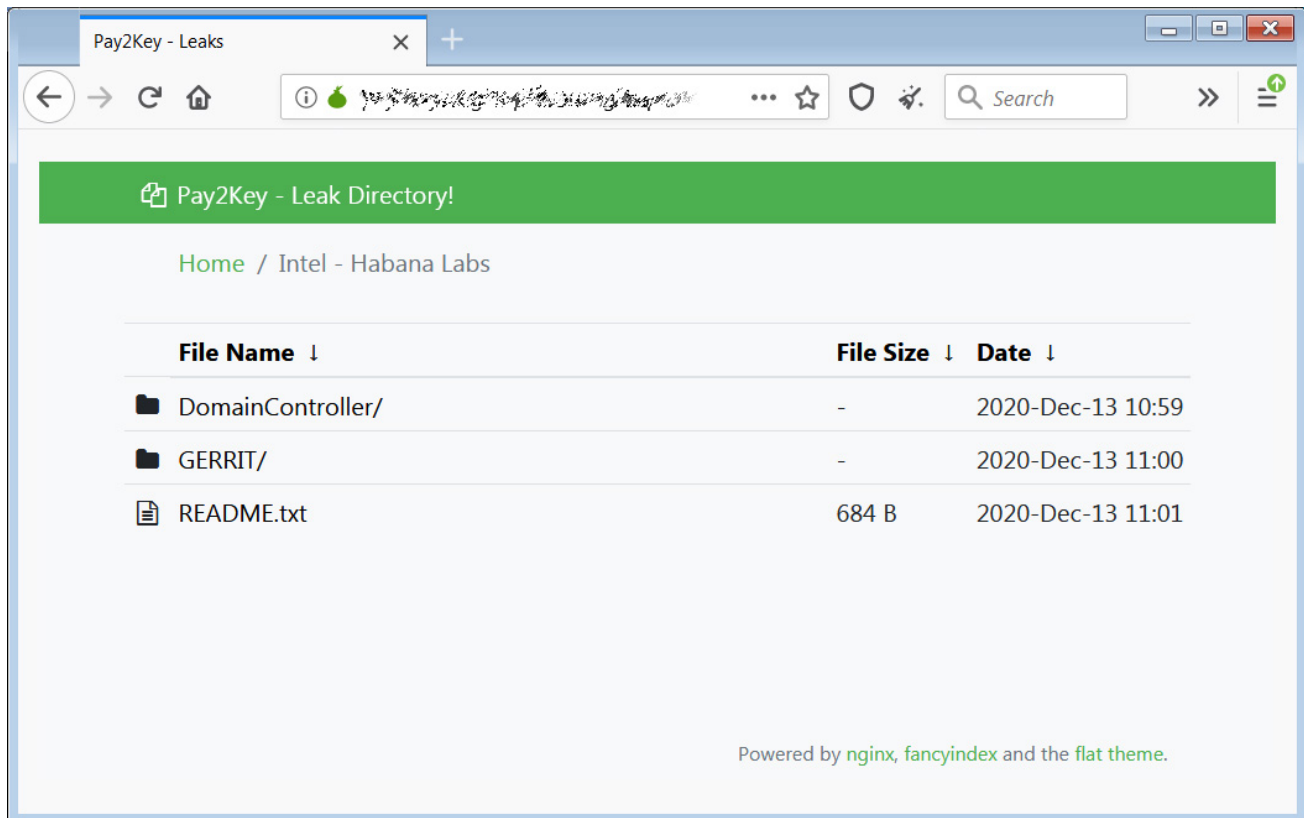 Pay2Key - Leaks
Search
Pay2Key - Leak Directory!
Home / Intel - Habana Labs
File Name ↓ File Size ↓ Date ↓
DomainController/ - 2020-Dec-13 10:59
GERRIT/ - 2020-Dec-13 11:00
README.txt 684 B 2020-Dec-13 11:01
Powered by nginx, fancyindex and the flat theme.